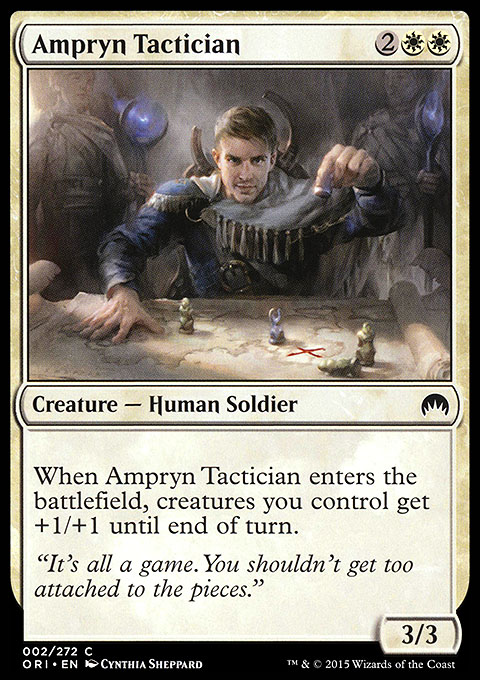 Ampryn Tactician 2
Creature — Human Soldier
When Ampryn Tactician enters the
battlefield, creatures you control get
+1/+1 until end of turn.
“It’s all a game. You shouldn’t get too
attached to the pieces.”
3/3
002/272 C
ORI • EN Cynthia Sheppard
™ & © 2015 Wizards of the Coast